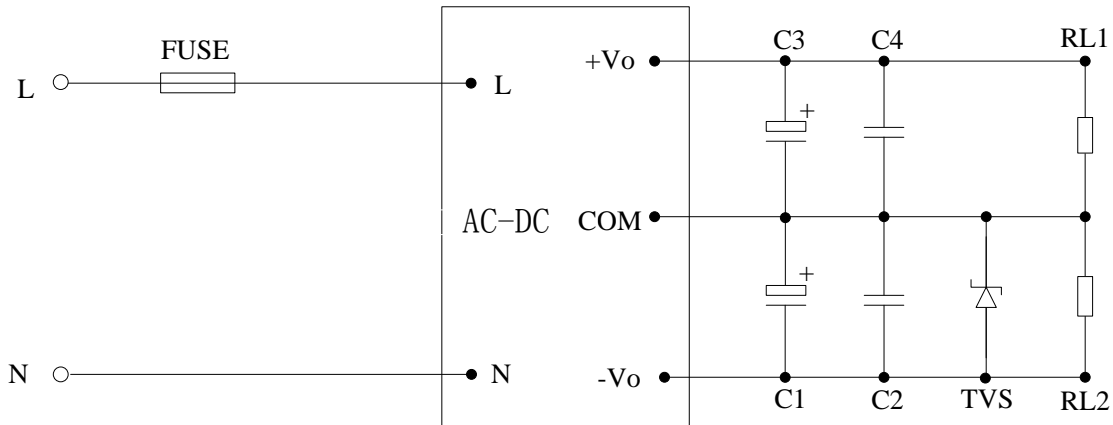 FUSE
L
L
AC-DC
+Vo
COM
-Vo
N
N
C3
C4
RL1
+
+
C1
C2
TVS
RL2